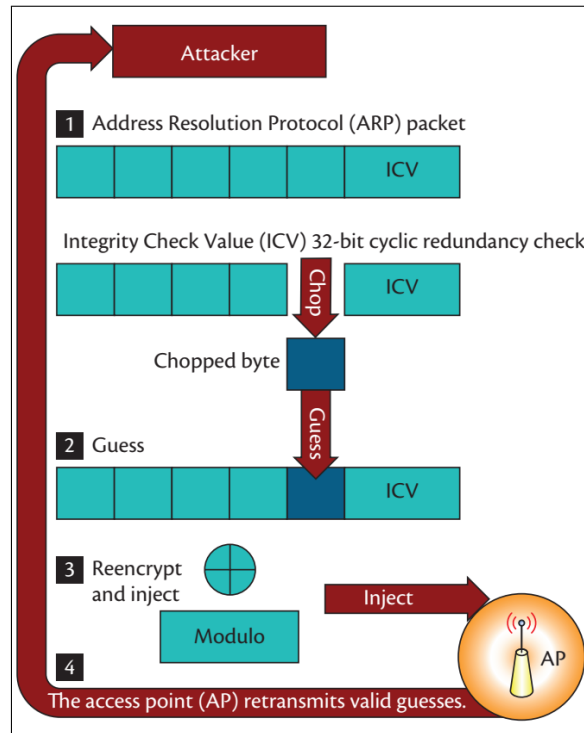 Attacker
1 Address Resolution Protocol (ARP) packet
ICV
Integrity Check Value (ICV) 32-bit cyclic redundancy check
Chop
ICV
Chopped byte
Guess
2 Guess
ICV
3 Reencrypt
and inject
Inject
Modulo
AP
4
The access point (AP) retransmits valid guesses.